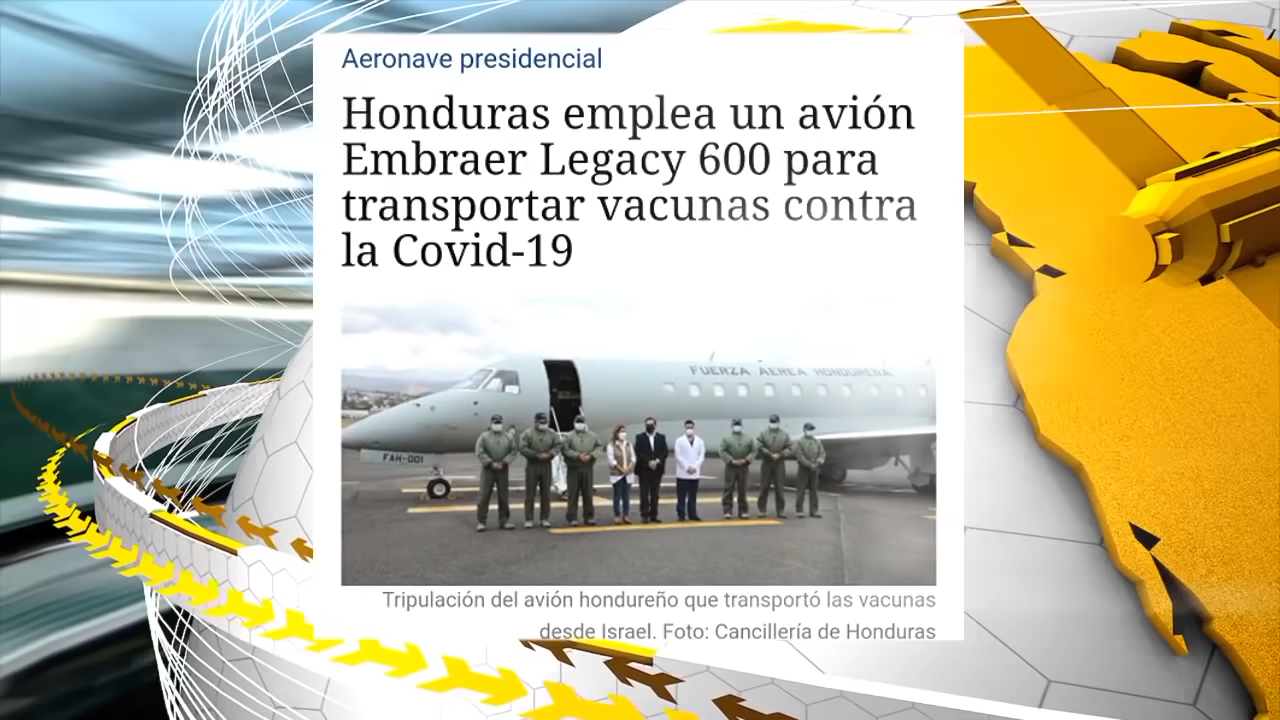 Aeronave presidencial
Honduras emplea un avión
Embraer Legacy 600 para
transportar vacunas contra
la Covid-19
FUERZA AEREA HONDUREÑA
FAH-001
Tripulación del avión hondureño que transportó las vacunas
desde Israel. Foto: Cancillería de Honduras